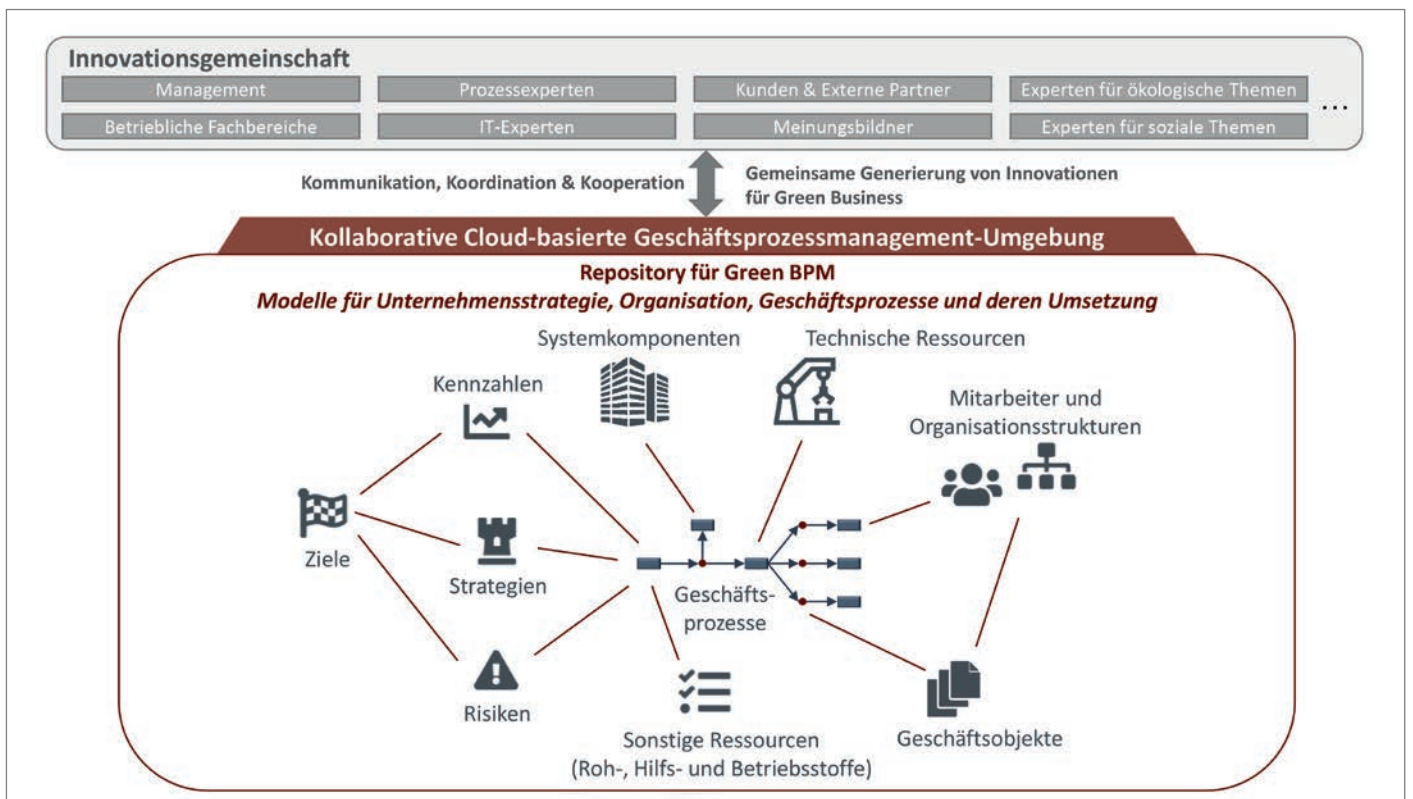 Innovationsgemeinschaft
Management
Prozessexperten
Kunden & Externe Partner
Experten für ökologische Themen
Betriebliche Fachbereiche
IT-Experten
Meinungsbildner
Experten für soziale Themen
...
Kommunikation, Koordination & Kooperation
Gemeinsame Generierung von Innovationen
für Green Business
Kollaborative Cloud-basierte Geschäftsprozessmanagement-Umgebung
Repository für Green BPM
Modelle für Unternehmensstrategie, Organisation, Geschäftsprozesse und deren Umsetzung
Systemkomponenten
Technische Ressourcen
Kennzahlen
Mitarbeiter und
Organisationsstrukturen
Ziele
Strategien
Geschäfts-
prozesse
Risiken
Sonstige Ressourcen
(Roh-, Hilfs- und Betriebsstoffe)
Geschäftsobjekte